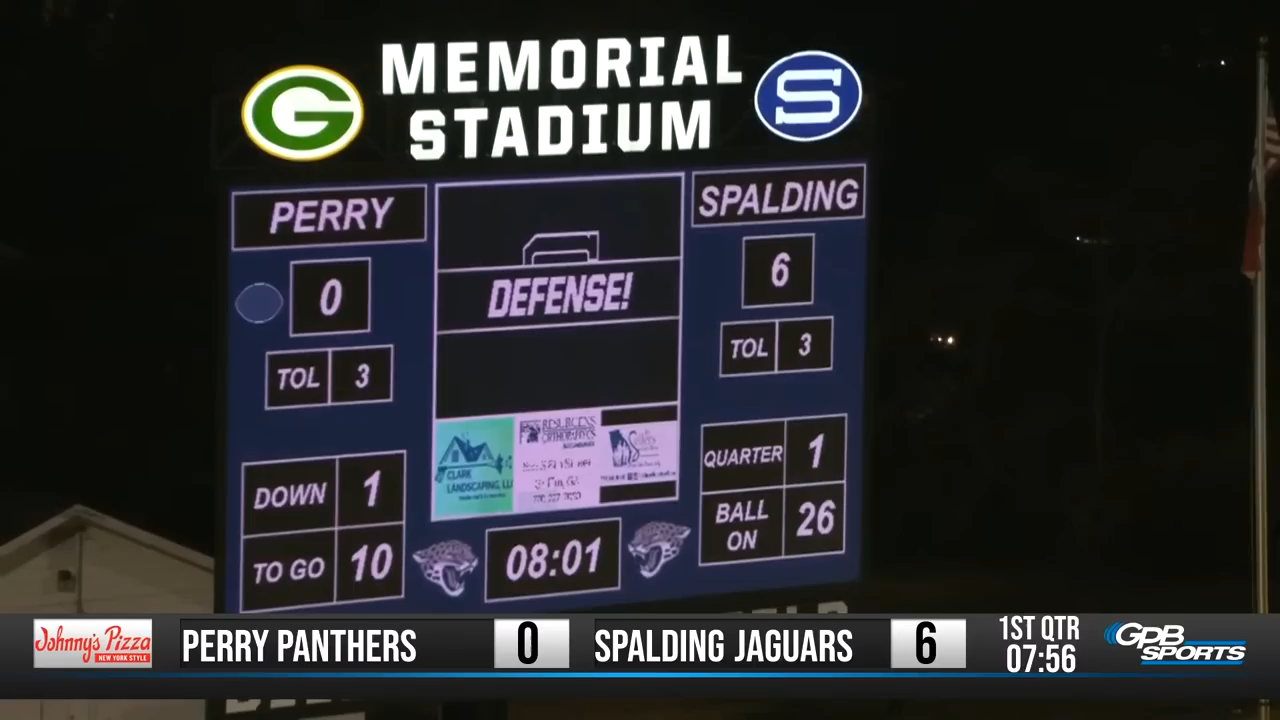 G
MEMORIAL
STADIUM
S
PERRY
0
TOL 3
DEFENSE!
SPALDING
6
TOL 3
DOWN 1
TO GO 10
CLARK
LANDSCAPING, LLC
ORTHOPAEDICS
08:01
QUARTER 1
BALL
ON 26
Johnny's Pizza
NEW YORK STYLE
PERRY PANTHERS 0 SPALDING JAGUARS 6
1ST QTR
07:56
GPB
SPORTS